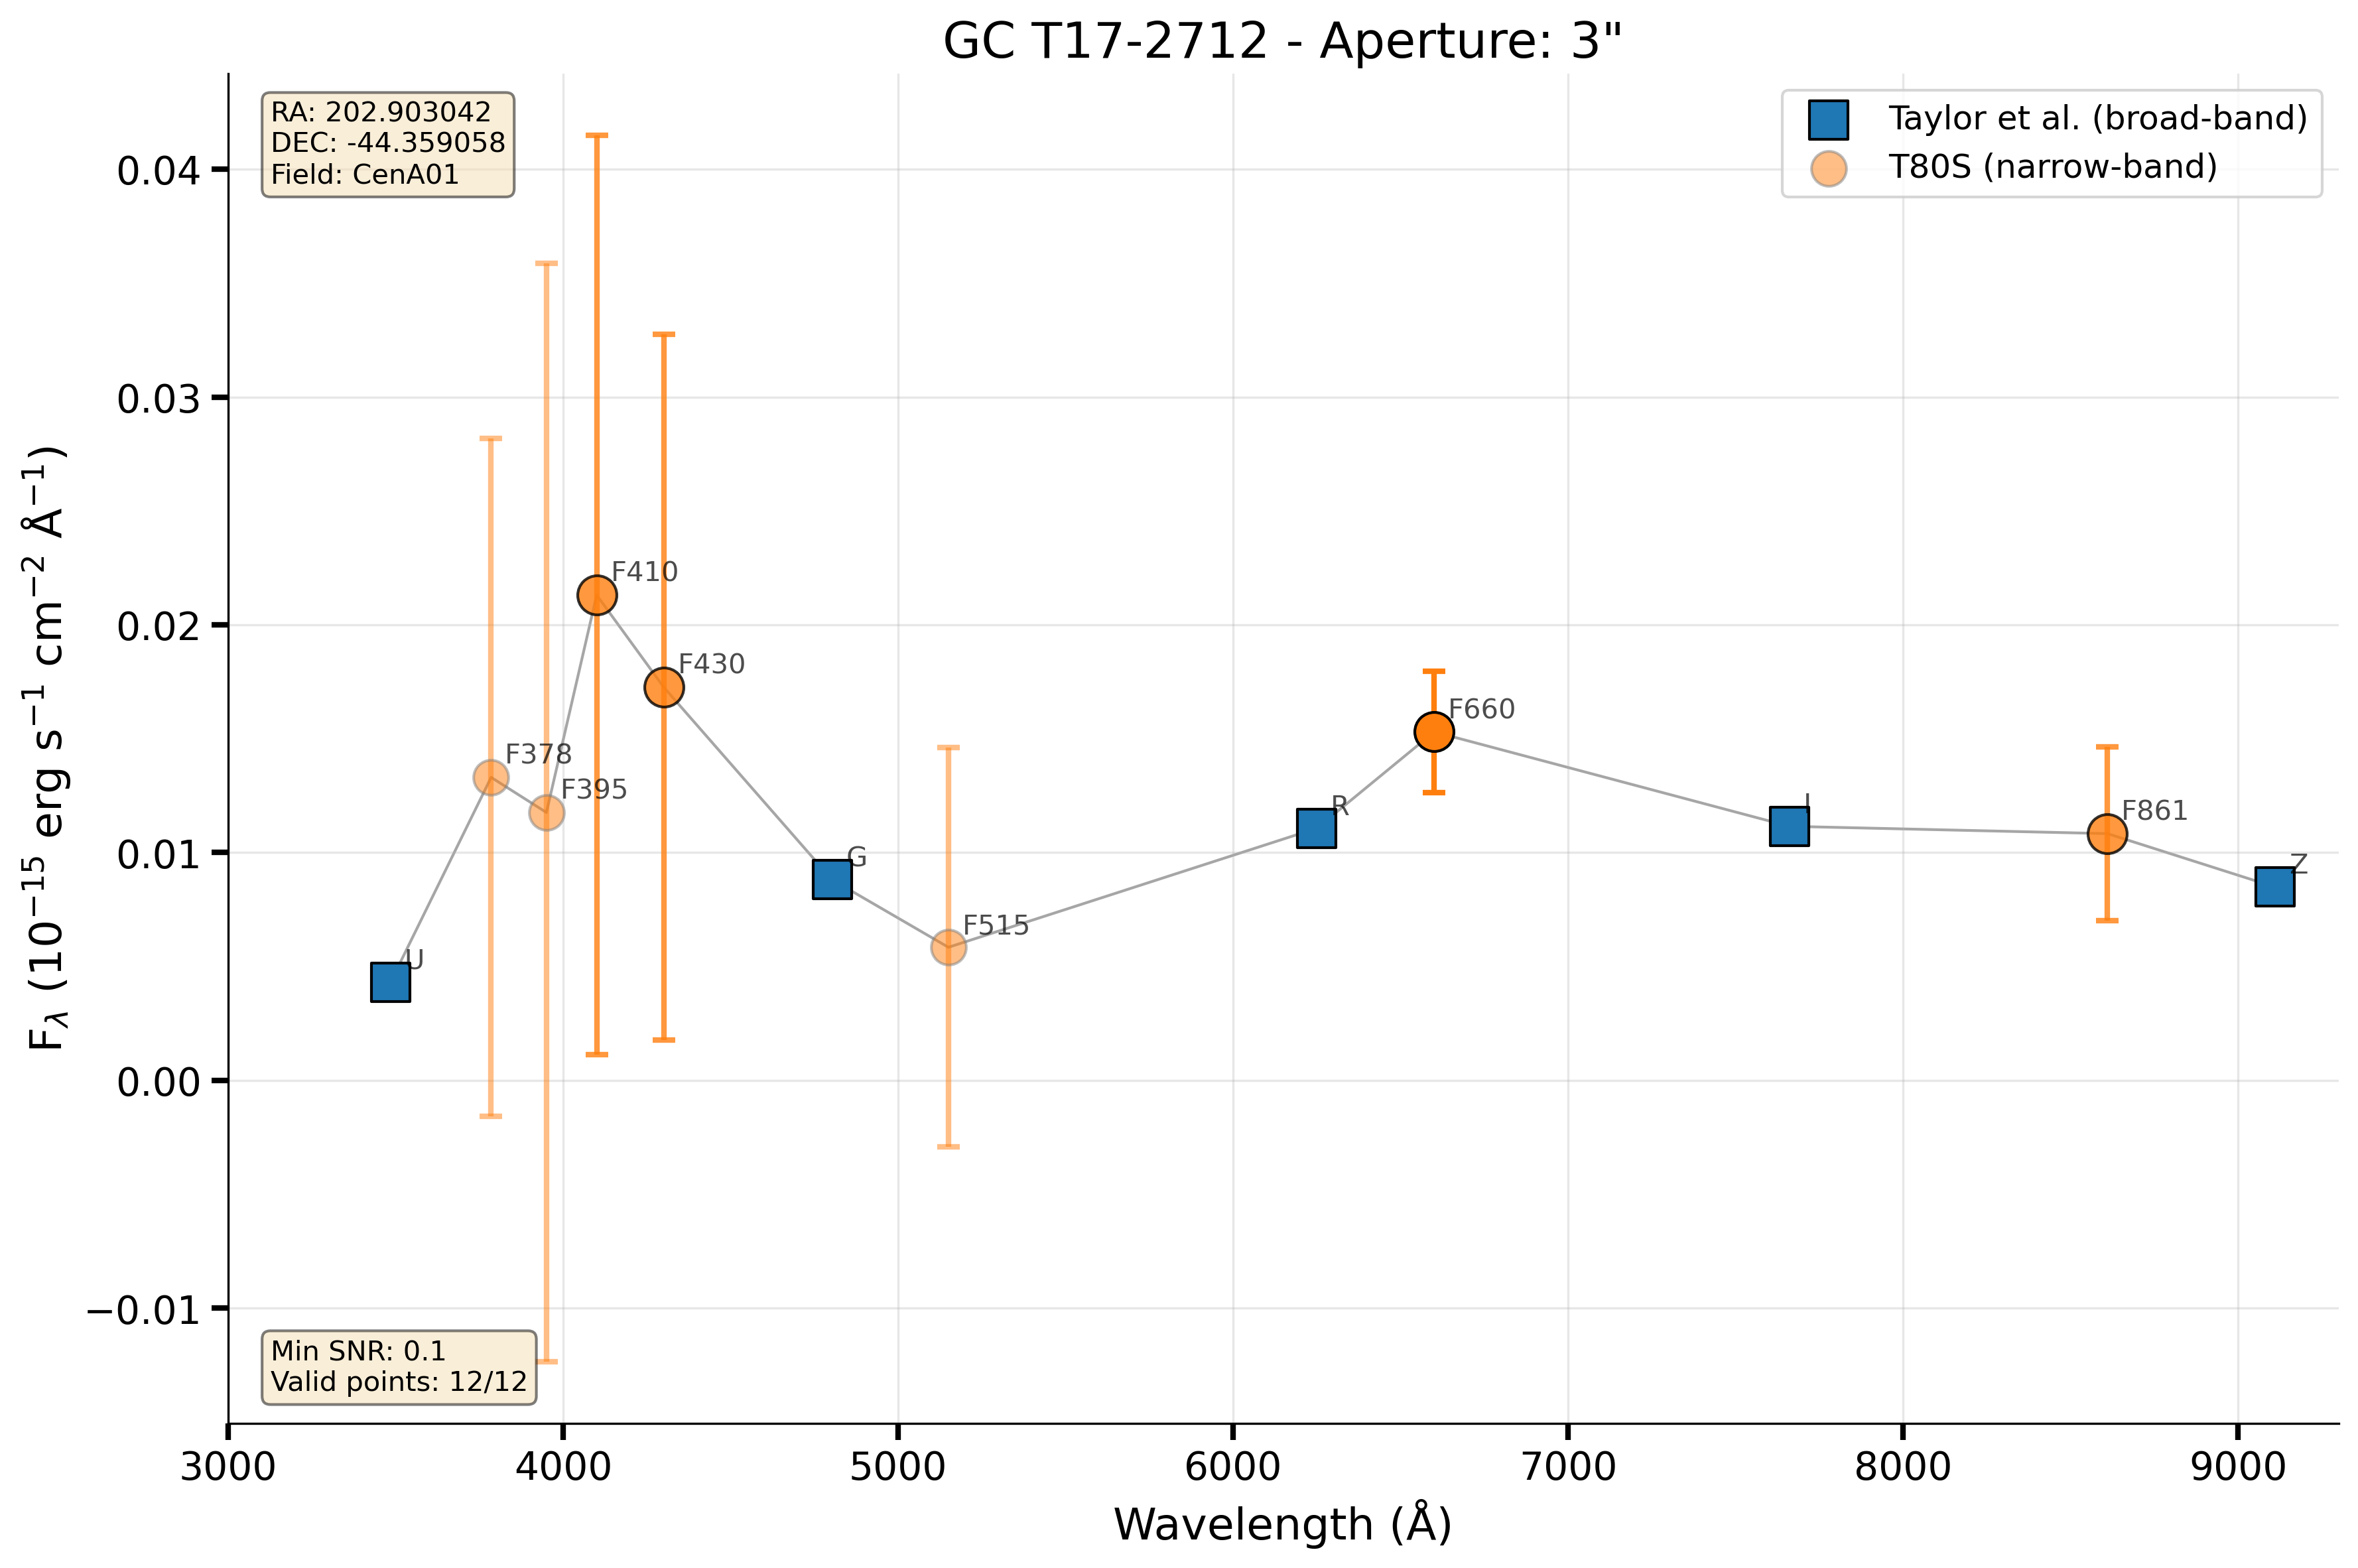 GC T17-2712 - Aperture: 3"
RA: 202.903042
DEC: -44.359058
Field: CenA01
Taylor et al. (broad-band)
T80S (narrow-band)
0.04
0.03
0.02
0.01
0.00
−0.01
F_λ (10⁻¹⁵ erg s⁻¹ cm⁻² Å⁻¹)
U
F378
F395
F410
F430
G
F515
R
F660
I
F861
Z
Min SNR: 0.1
Valid points: 12/12
3000 4000 5000 6000 7000 8000 9000
Wavelength (Å)